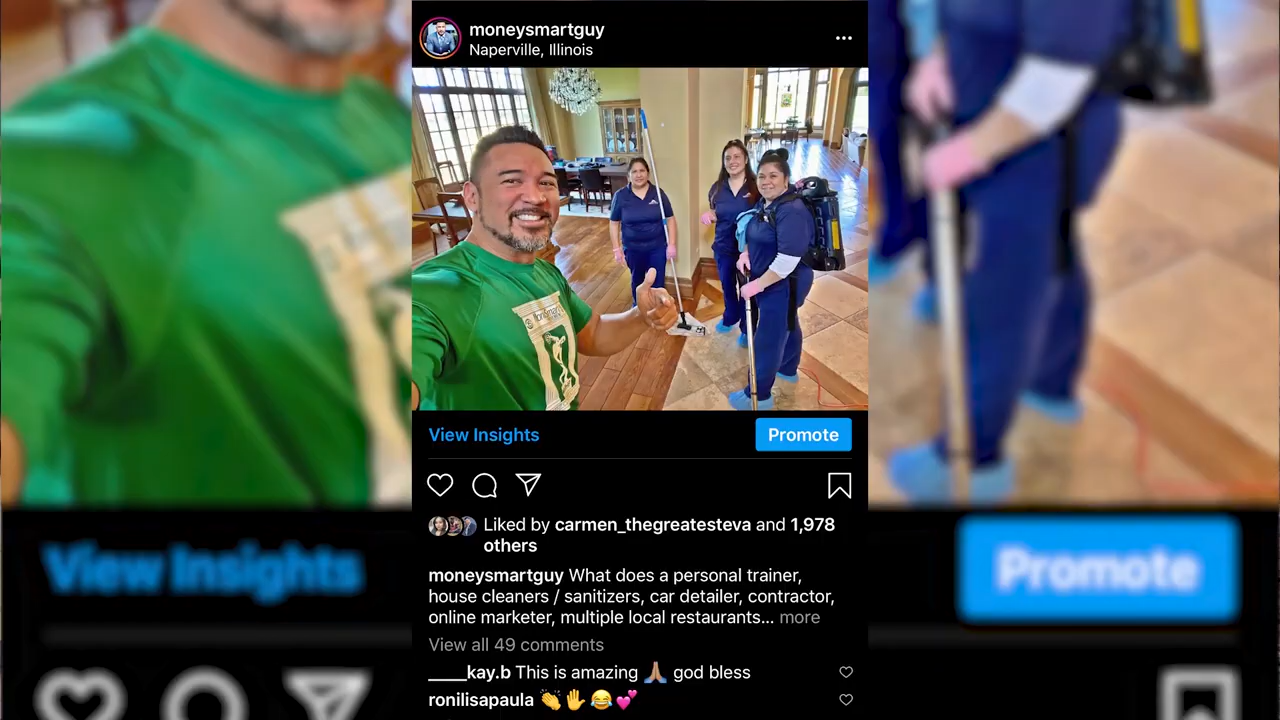 moneysmartguy
Naperville, Illinois
View Insights
Promote
Liked by carmen_thegreatesteva and 1,978
others
moneysmartguy What does a personal trainer,
house cleaners / sanitizers, car detailer, contractor,
online marketer, multiple local restaurants... more
View all 49 comments
____kay.b This is amazing 🙏🏽 god bless
ronilisapaula 👏✋😂💕
View Insights
Promote